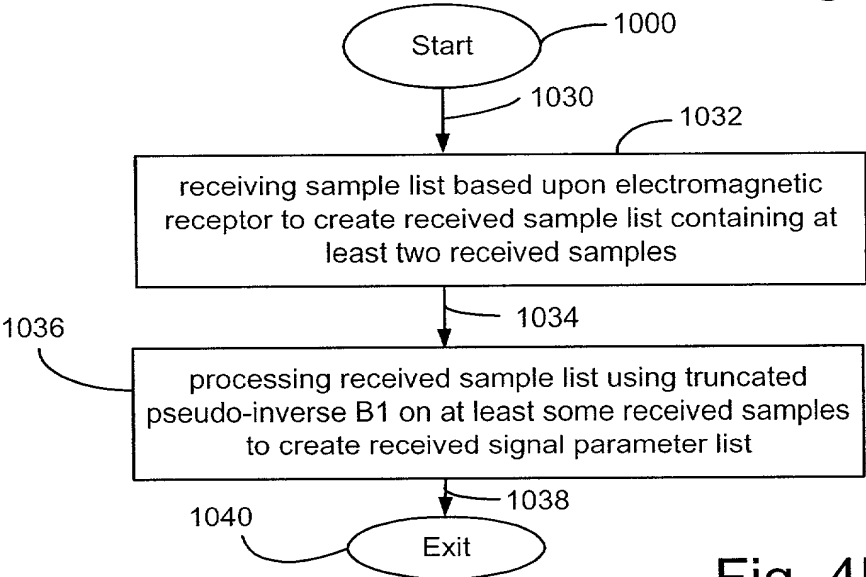 Start
1000
1030
1032
receiving sample list based upon electromagnetic
receptor to create received sample list containing at
least two received samples
1034
1036
processing received sample list using truncated
pseudo-inverse B1 on at least some received samples
to create received signal parameter list
1038
1040
Exit
Fig.